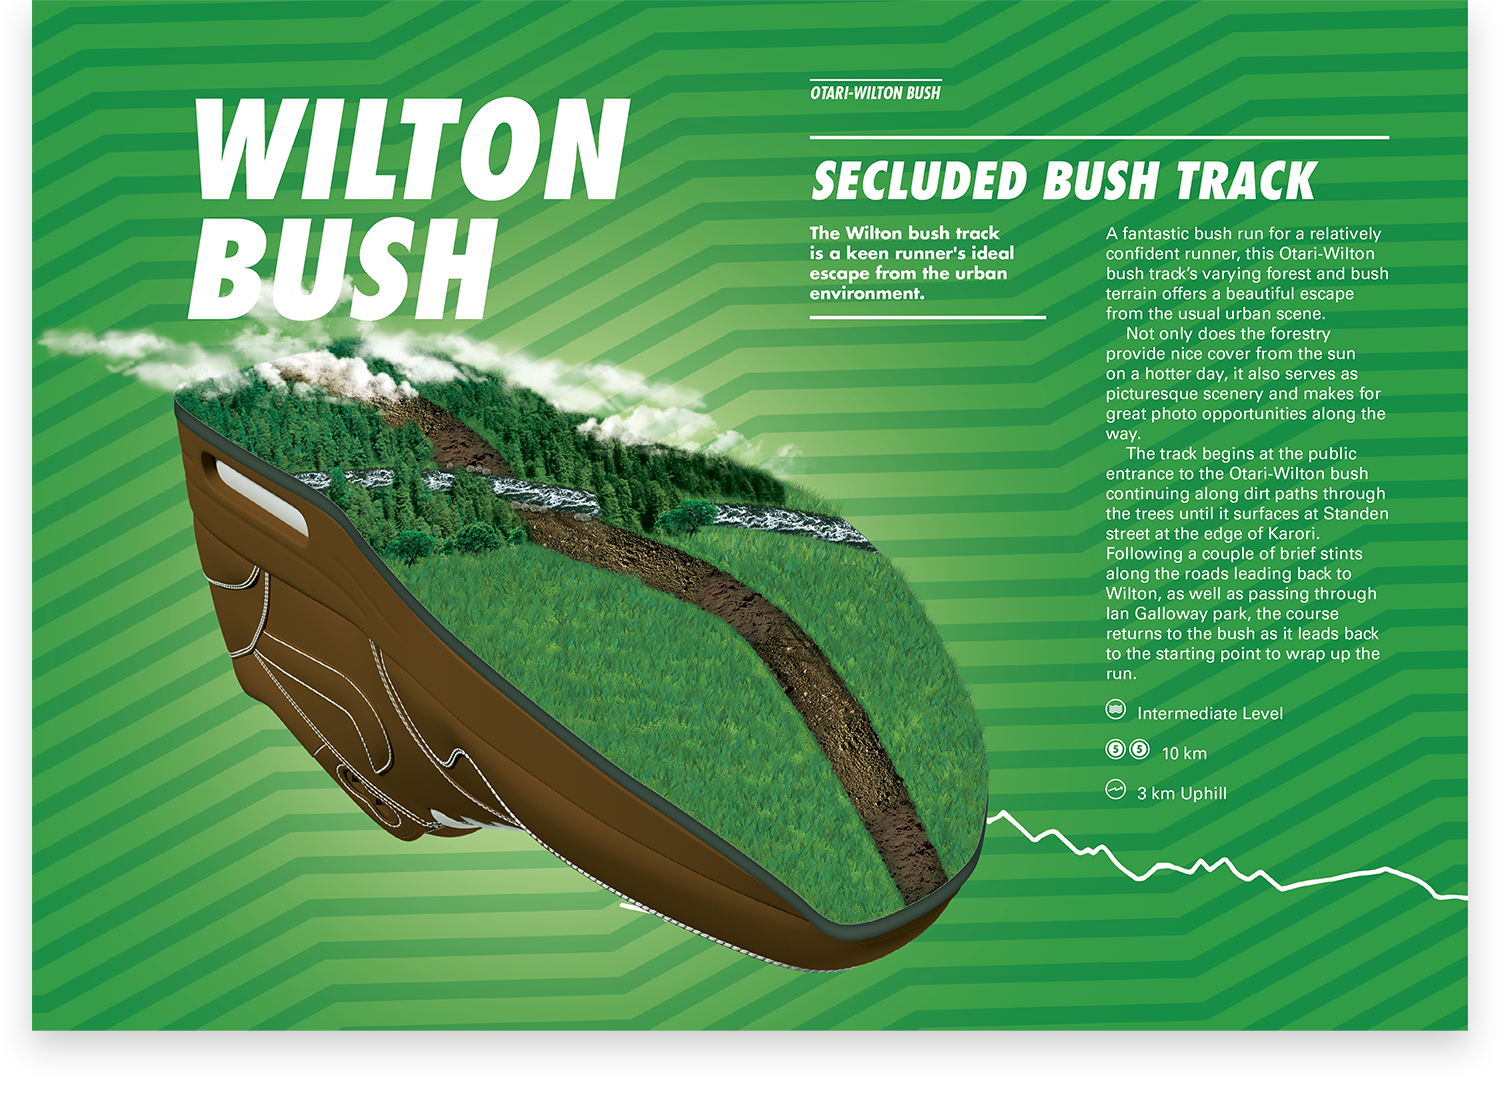 WILTON
BUSH
OTARI-WILTON BUSH
SECLUDED BUSH TRACK
The Wilton bush track
is a keen runner's ideal
escape from the urban
environment.
A fantastic bush run for a relatively
confident runner, this Otari-Wilton
bush track’s varying forest and bush
terrain offers a beautiful escape
from the usual urban scene.
Not only does the forestry
provide nice cover from the sun
on a hotter day, it also serves as
picturesque scenery and makes for
great photo opportunities along the
way.
The track begins at the public
entrance to the Otari-Wilton bush
continuing along dirt paths through
the trees until it surfaces at Standen
street at the edge of Karori.
Following a couple of brief stints
along the roads leading back to
Wilton, as well as passing through
Ian Galloway park, the course
returns to the bush as it leads back
to the starting point to wrap up the
run.
Intermediate Level
5 5 10 km
3 km Uphill